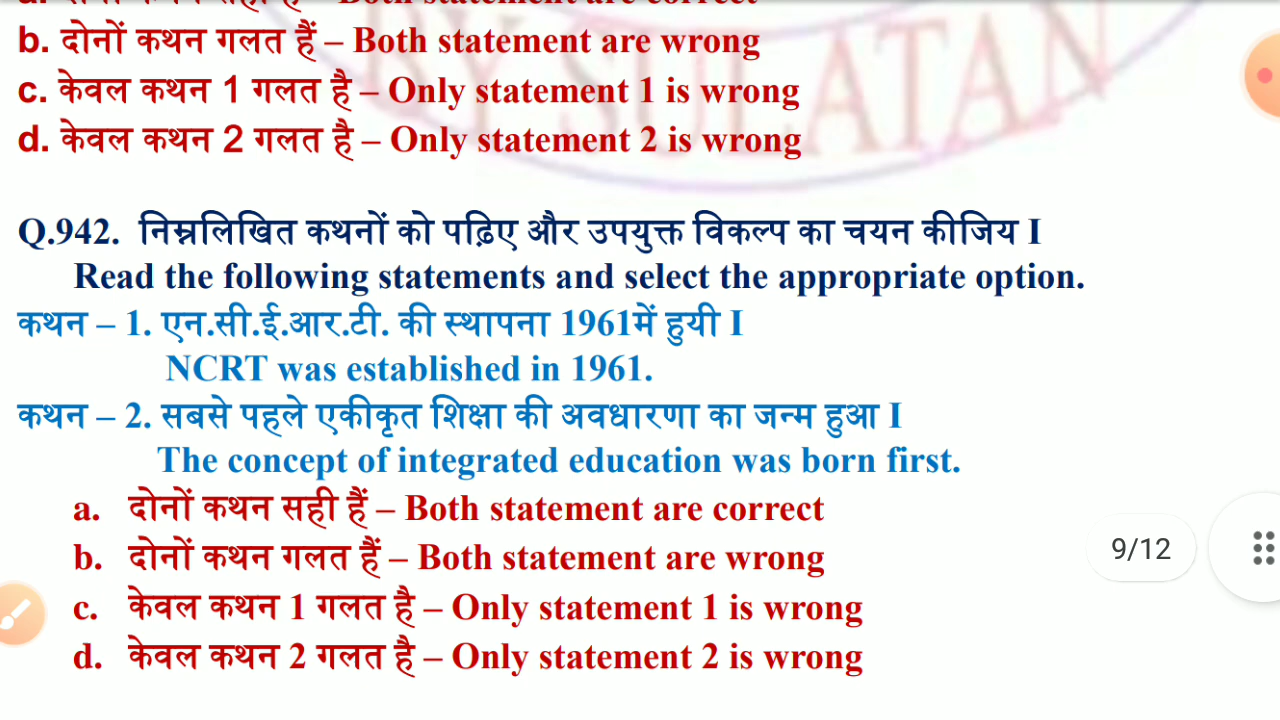 b. दोनों कथन गलत हैं – Both statement are wrong
c. केवल कथन 1 गलत है – Only statement 1 is wrong
d. केवल कथन 2 गलत है – Only statement 2 is wrong
Q.942. निम्नलिखित कथनों को पढ़िए और उपयुक्त विकल्प का चयन कीजिय I
Read the following statements and select the appropriate option.
कथन – 1. एन.सी.ई.आर.टी. की स्थापना 1961में हुयी I
NCRT was established in 1961.
कथन – 2. सबसे पहले एकीकृत शिक्षा की अवधारणा का जन्म हुआ I
The concept of integrated education was born first.
a. दोनों कथन सही हैं – Both statement are correct
b. दोनों कथन गलत हैं – Both statement are wrong
9/12
c. केवल कथन 1 गलत है – Only statement 1 is wrong
d. केवल कथन 2 गलत है – Only statement 2 is wrong